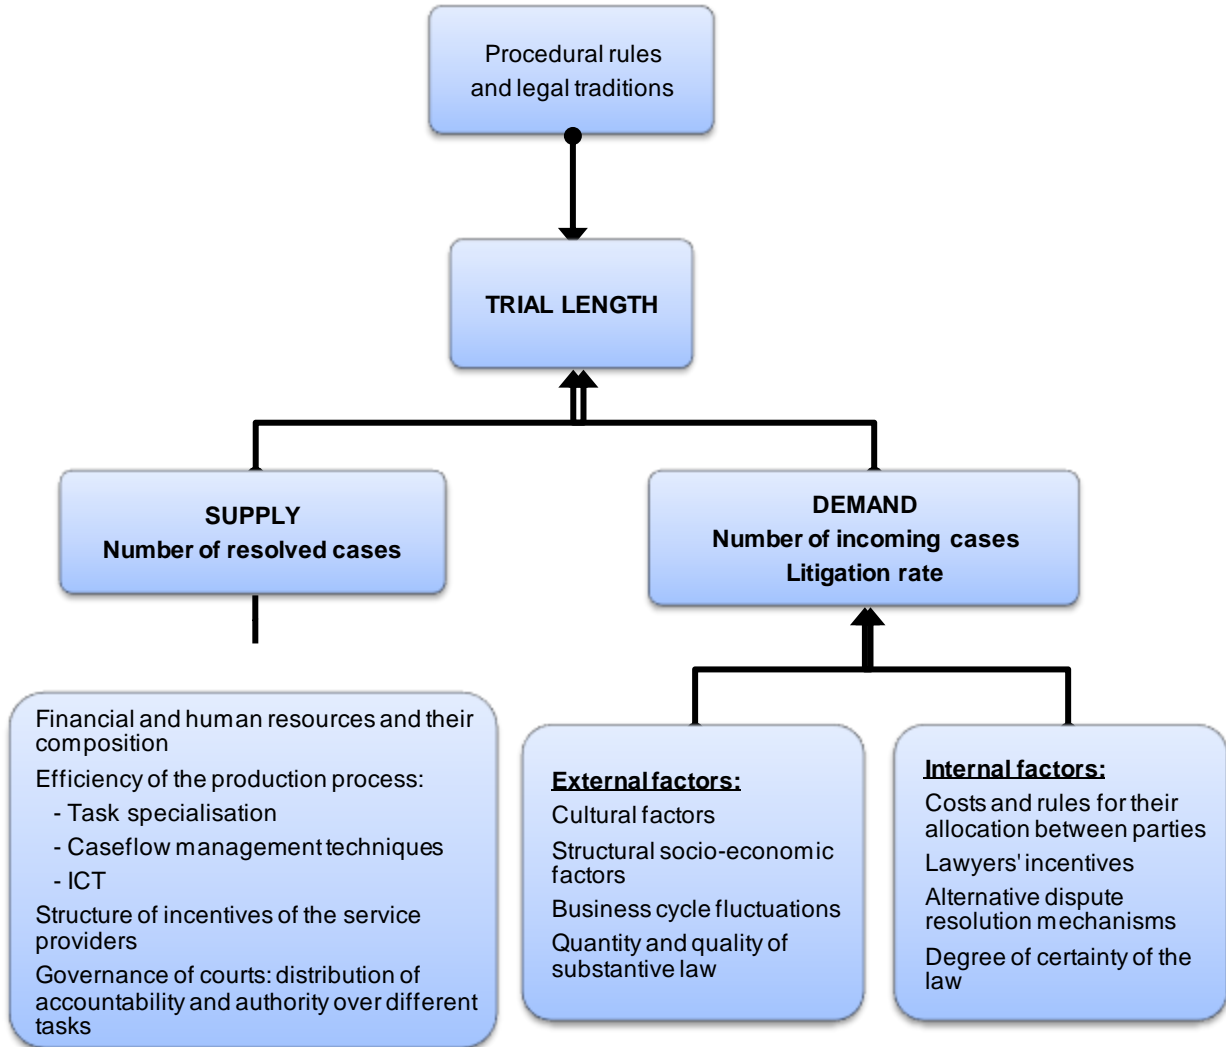 Procedural rules
and legal traditions
TRIAL LENGTH
SUPPLY
Number of resolved cases
DEMAND
Number of incoming cases
Litigation rate
Financial and human resources and their
composition
Efficiency of the production process:
- Task specialisation
- Caseflow management techniques
- ICT
Structure of incentives of the service
providers
Governance of courts: distribution of
accountability and authority over different
tasks
External factors:
Cultural factors
Structural socio-economic
factors
Business cycle fluctuations
Quantity and quality of
substantive law
Internal factors:
Costs and rules for their
allocation between parties
Lawyers' incentives
Alternative dispute
resolution mechanisms
Degree of certainty of the
law